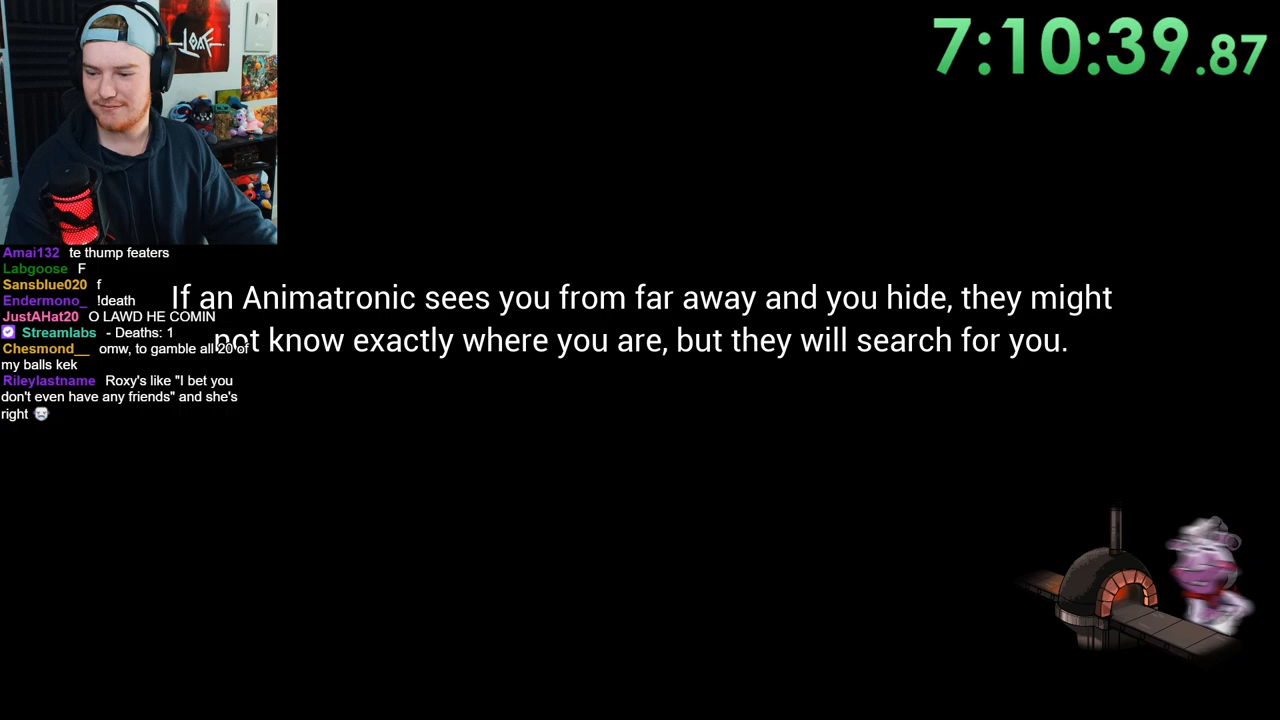 7:10:39.87
LOAF
Amai132 te thump featers
Labgoose F
Sansblue020 f
Endermono_ !death
JustAHat20 O LAWD HE COMIN
Streamlabs - Deaths: 1
Chesmond__ omw, to gamble all 20 of
my balls kek
Rileylastname Roxy's like "I bet you
don't even have any friends" and she's
right
If an Animatronic sees you from far away and you hide, they might
not know exactly where you are, but they will search for you.